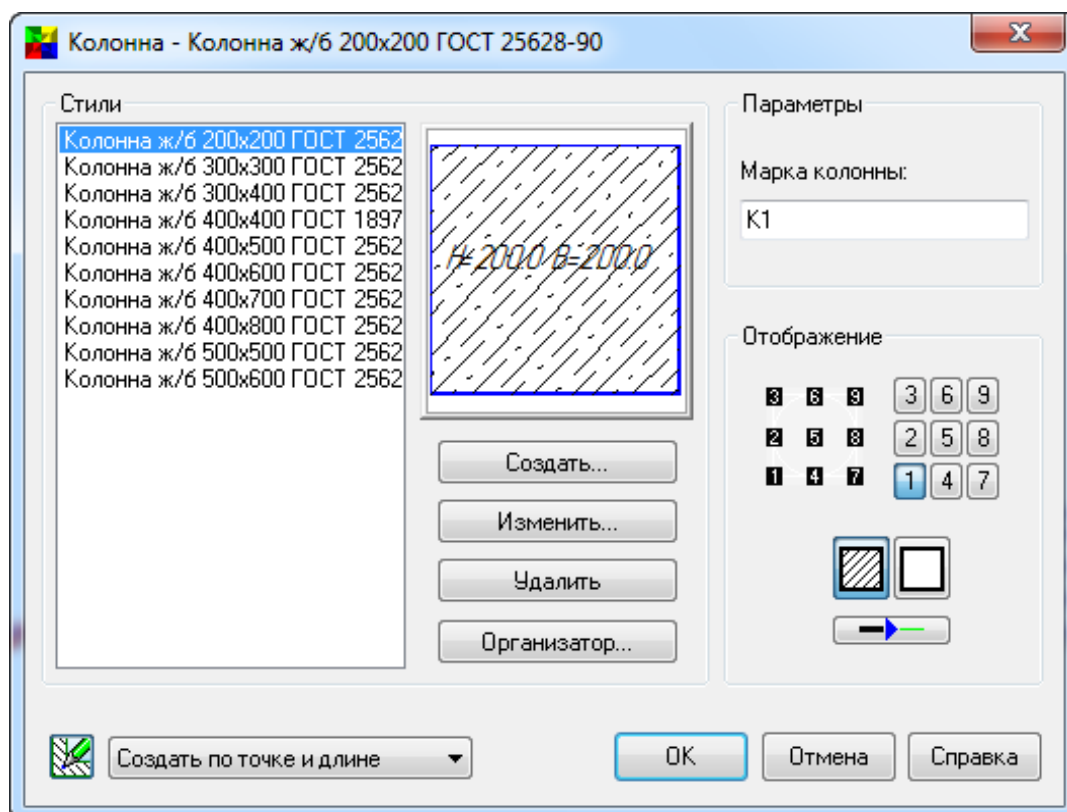 Колонна - Колонна ж/б 200x200 ГОСТ 25628-90
Стили
Колонна ж/б 200x200 ГОСТ 2562
Колонна ж/б 300x300 ГОСТ 2562
Колонна ж/б 300x400 ГОСТ 2562
Колонна ж/б 400x400 ГОСТ 1897
Колонна ж/б 400x500 ГОСТ 2562
Колонна ж/б 400x600 ГОСТ 2562
Колонна ж/б 400x700 ГОСТ 2562
Колонна ж/б 400x800 ГОСТ 2562
Колонна ж/б 500x500 ГОСТ 2562
Колонна ж/б 500x600 ГОСТ 2562
H=200.0 B=200.0
Создать...
Изменить...
Удалить
Организатор...
Параметры
Марка колонны:
К1
Отображение
3 6 9 3 6 9
2 5 8 2 5 8
1 4 7 1 4 7
Создать по точке и длине
OK Отмена Справка